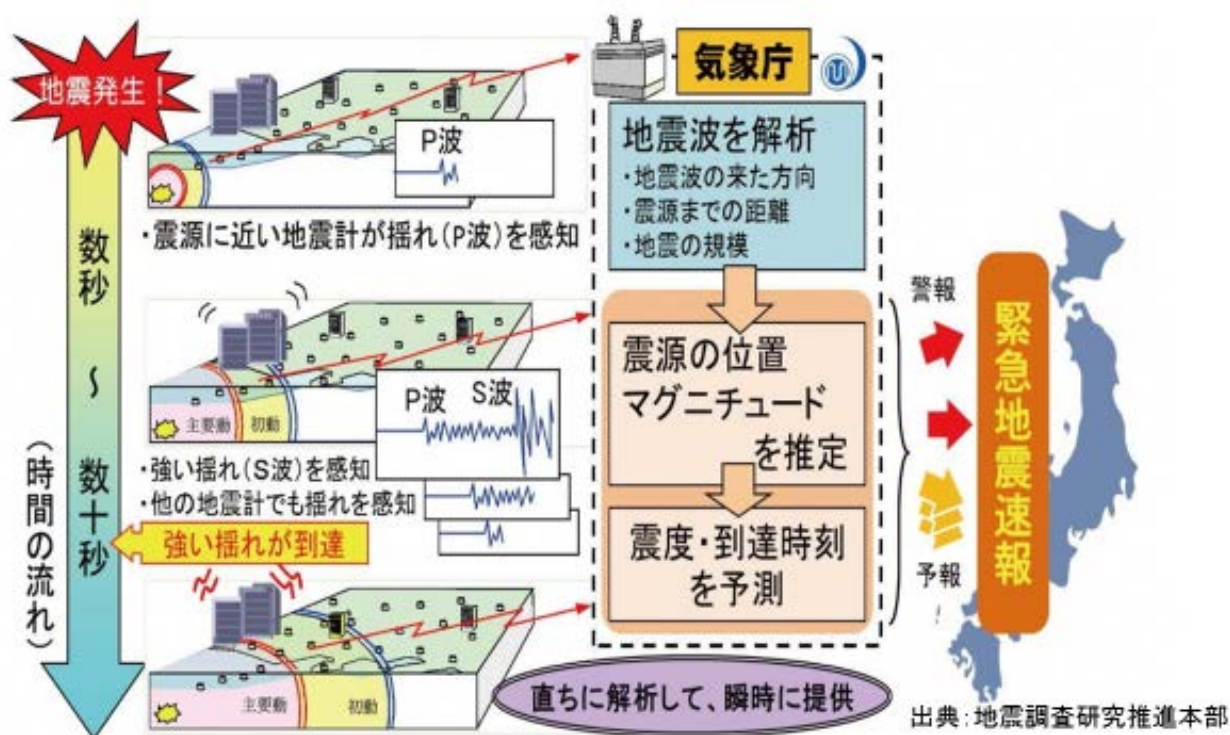 地震発生！
数秒
～
数十秒
（時間の流れ）
P波
・震源に近い地震計が揺れ(P波)を感知
主要動
初動
P波
S波
・強い揺れ(S波)を感知
・他の地震計でも揺れを感知
強い揺れが到達
主要動
初動
気象庁
地震波を解析
・地震波の来た方向
・震源までの距離
・地震の規模
震源の位置
マグニチュード
を推定
震度・到達時刻
を予測
直ちに解析して、瞬時に提供
警報
予報
緊急地震速報
出典：地震調査研究推進本部